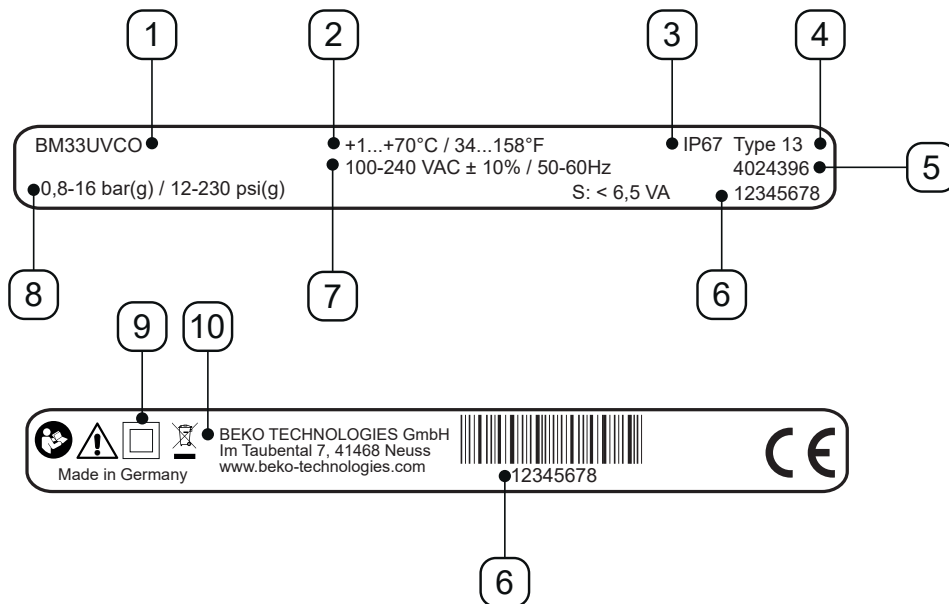 1 2 3 4
BM33UVCO +1...+70°C / 34...158°F IP67 Type 13
100-240 VAC ± 10% / 50-60Hz 4024396 5
0,8-16 bar(g) / 12-230 psi(g) S: < 6,5 VA 12345678
8 7 6
9 10
BEKO TECHNOLOGIES GmbH
Im Taubental 7, 41468 Neuss
www.beko-technologies.com
Made in Germany
12345678
CE
6